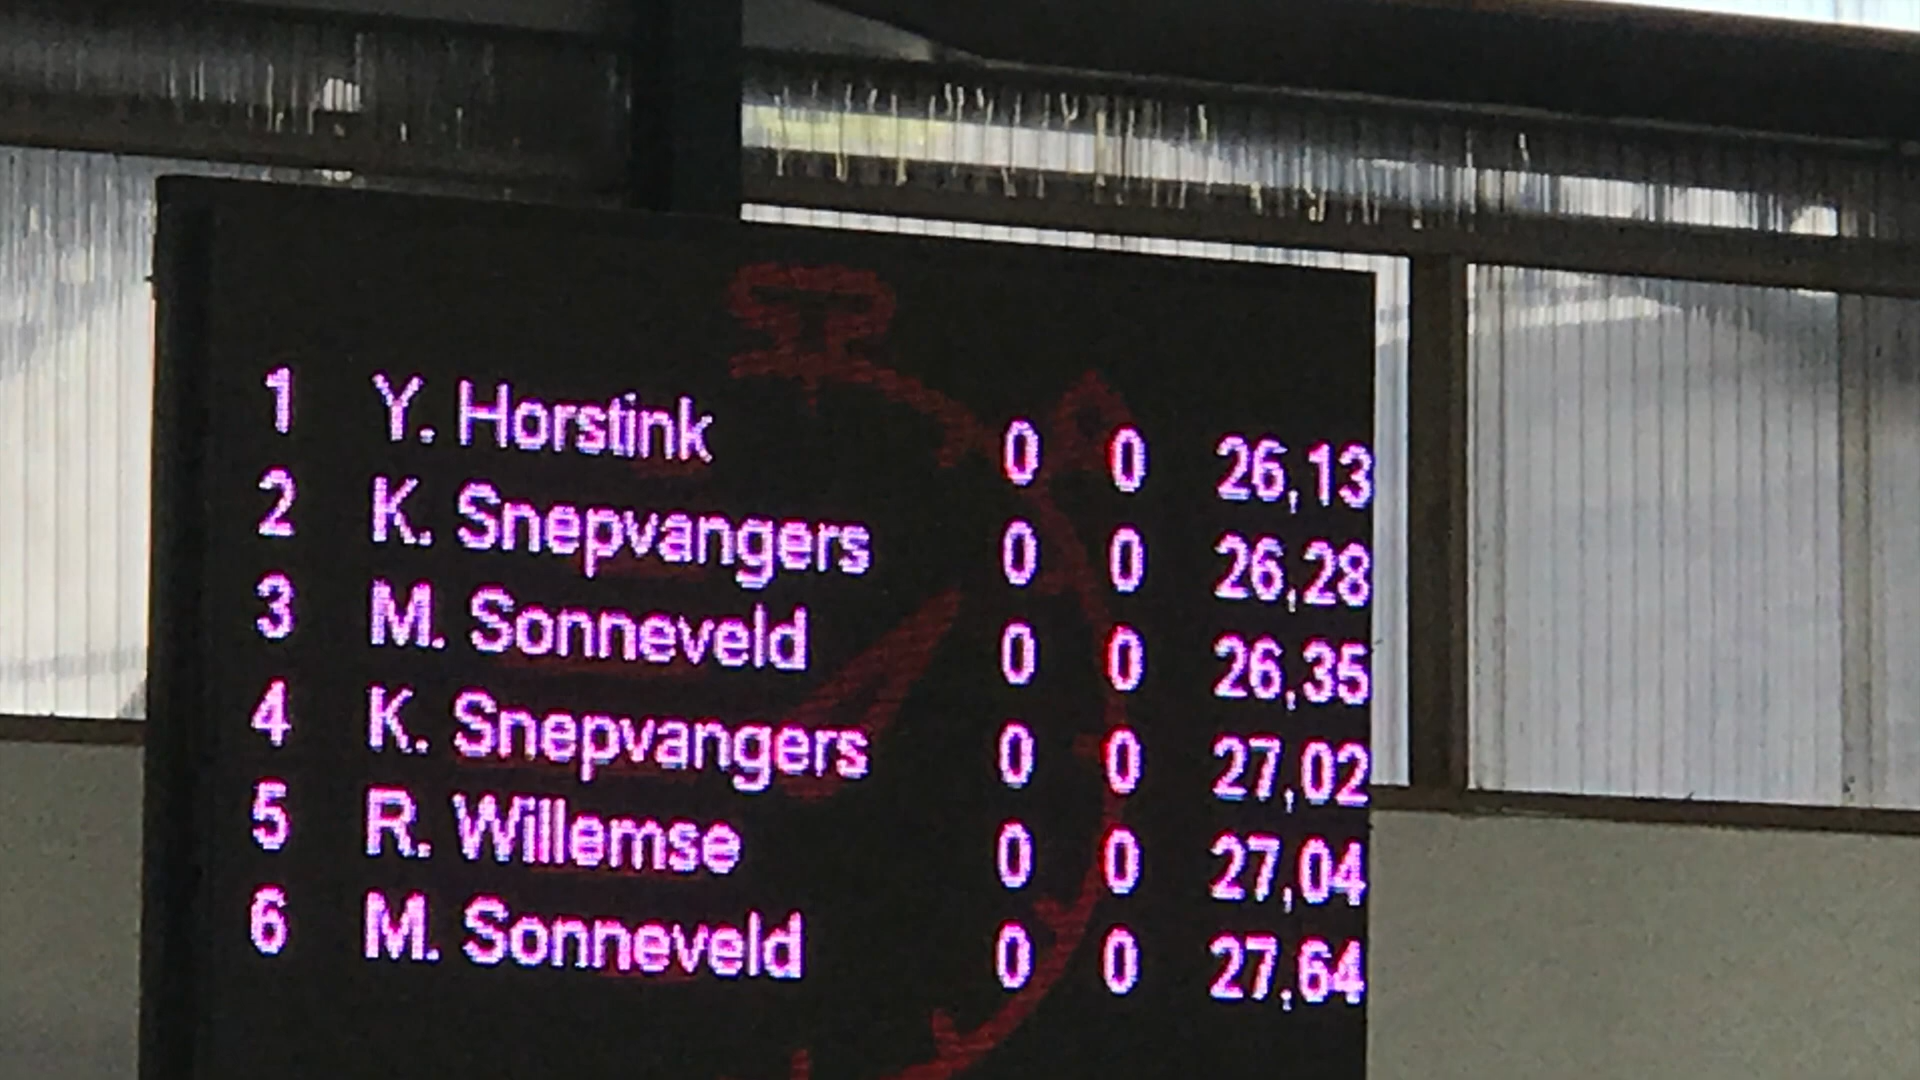 1 Y. Horstink 0 0 26,13
2 K. Snepvangers 0 0 26,28
3 M. Sonneveld 0 0 26,35
4 K. Snepvangers 0 0 27,02
5 R. Willemse 0 0 27,04
6 M. Sonneveld 0 0 27,64